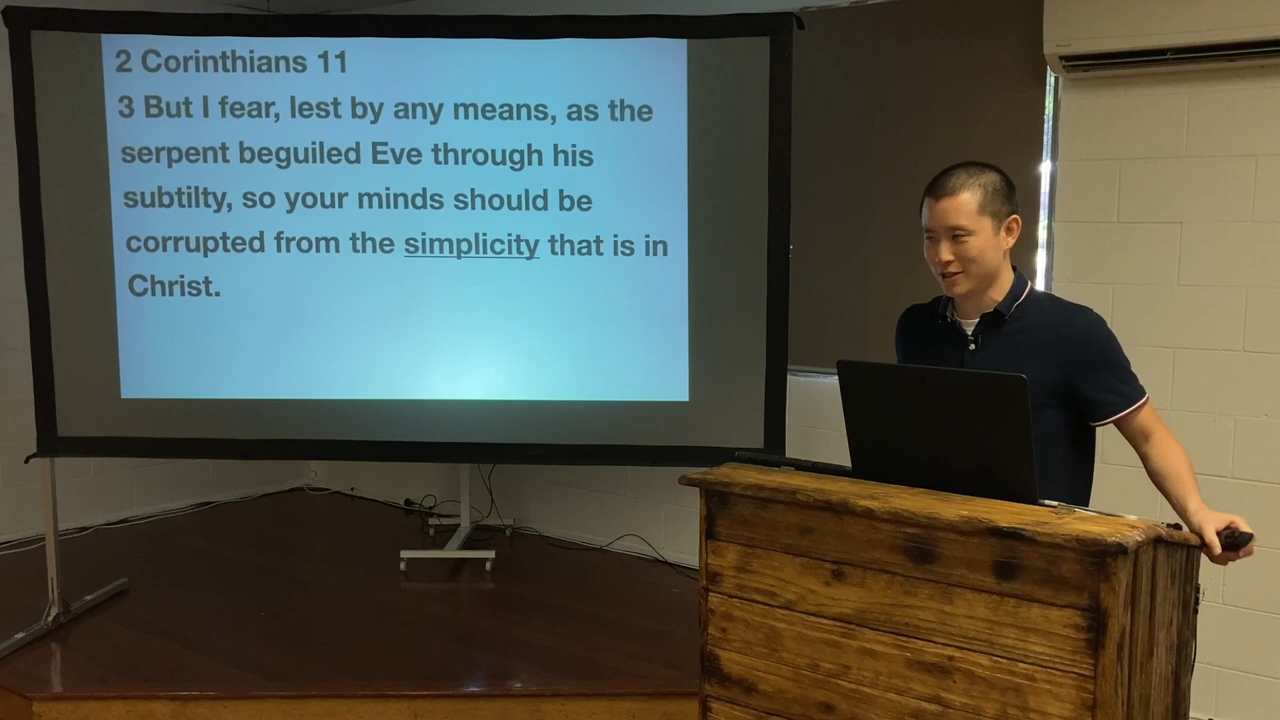 2 Corinthians 11
3 But I fear, lest by any means, as the
serpent beguiled Eve through his
subtilty, so your minds should be
corrupted from the simplicity that is in
Christ.